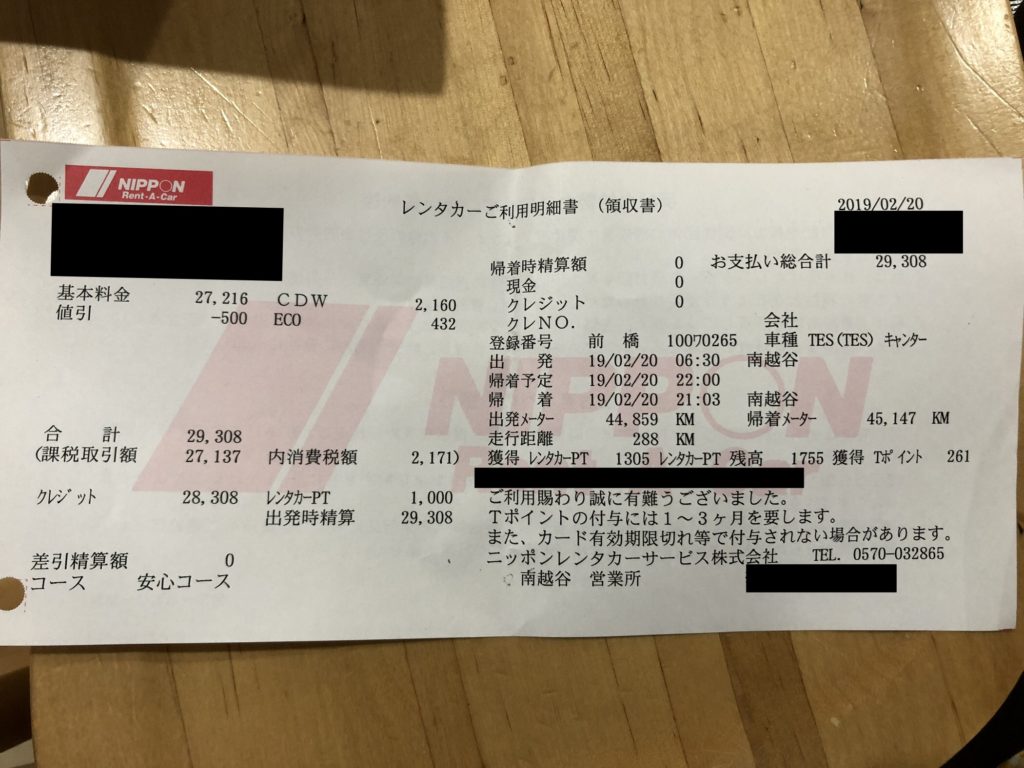 NIPPON
Rent-A-Car
レンタカーご利用明細書 (領収書)
2019/02/20
基本料金 27,216 CDW 2,160
値引 -500 ECO 432
合計 29,308
(課税取引額 27,137 内消費税額 2,171)
クレジット 28,308 レンタカーPT 1,000
出発時精算 29,308
差引精算額 0
コース 安心コース
帰着時精算額 0 お支払い総合計 29,308
現金 0
クレジット 0
クレNO. 会社
登録番号 前橋 10070265 車種 TES(TES) キャンター
出発 19/02/20 06:30 南越谷
帰着予定 19/02/20 22:00
帰着 19/02/20 21:03 南越谷
出発メーター 44,859 KM 帰着メーター 45,147 KM
走行距離 288 KM
獲得 レンタカーPT 1305 レンタカーPT 残高 1755 獲得 Tポイント 261
ご利用賜わり誠に有難うございました。
Tポイントの付与には1～3ヶ月を要します。
また、カード有効期限切れ等で付与されない場合があります。
ニッポンレンタカーサービス株式会社 TEL. 0570-032865
南越谷 営業所
NIPPON